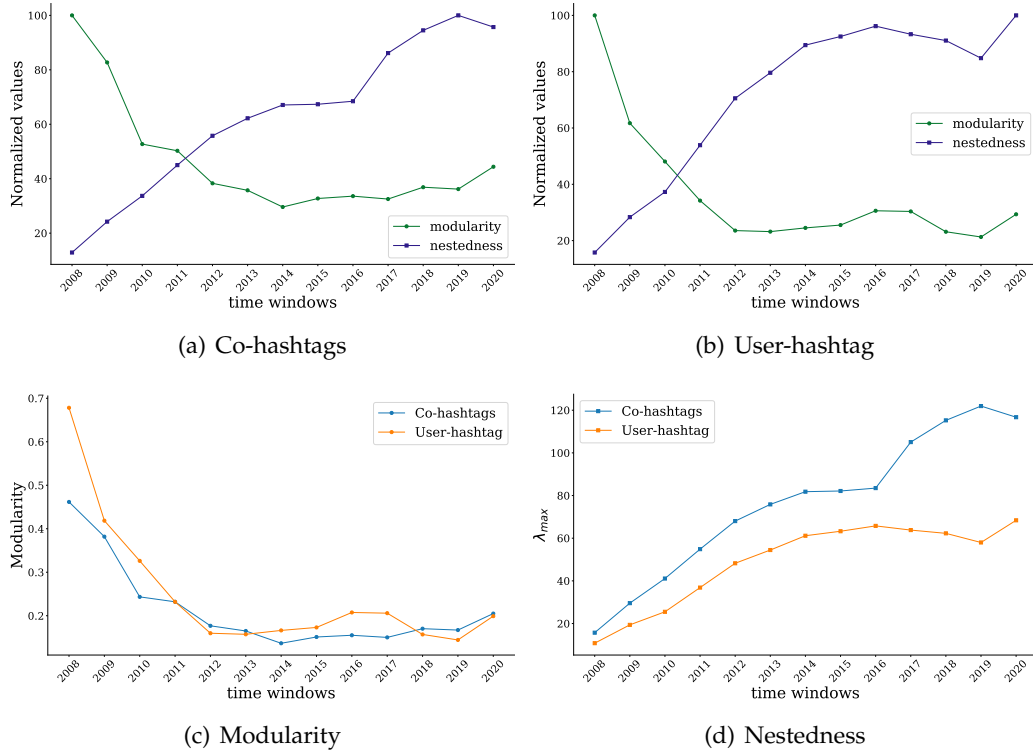 100
80
60
40
20
Normalized values
modularity
nestedness
2008 2009 2010 2011 2012 2013 2014 2015 2016 2017 2018 2019 2020
time windows
(a) Co-hashtags
100
80
60
40
20
Normalized values
modularity
nestedness
2008 2009 2010 2011 2012 2013 2014 2015 2016 2017 2018 2019 2020
time windows
(b) User-hashtag
0.7
0.6
0.5
0.4
0.3
0.2
Modularity
Co-hashtags
User-hashtag
2008 2009 2010 2011 2012 2013 2014 2015 2016 2017 2018 2019 2020
time windows
(c) Modularity
120
100
80
60
40
20
λmax
Co-hashtags
User-hashtag
2008 2009 2010 2011 2012 2013 2014 2015 2016 2017 2018 2019 2020
time windows
(d) Nestedness